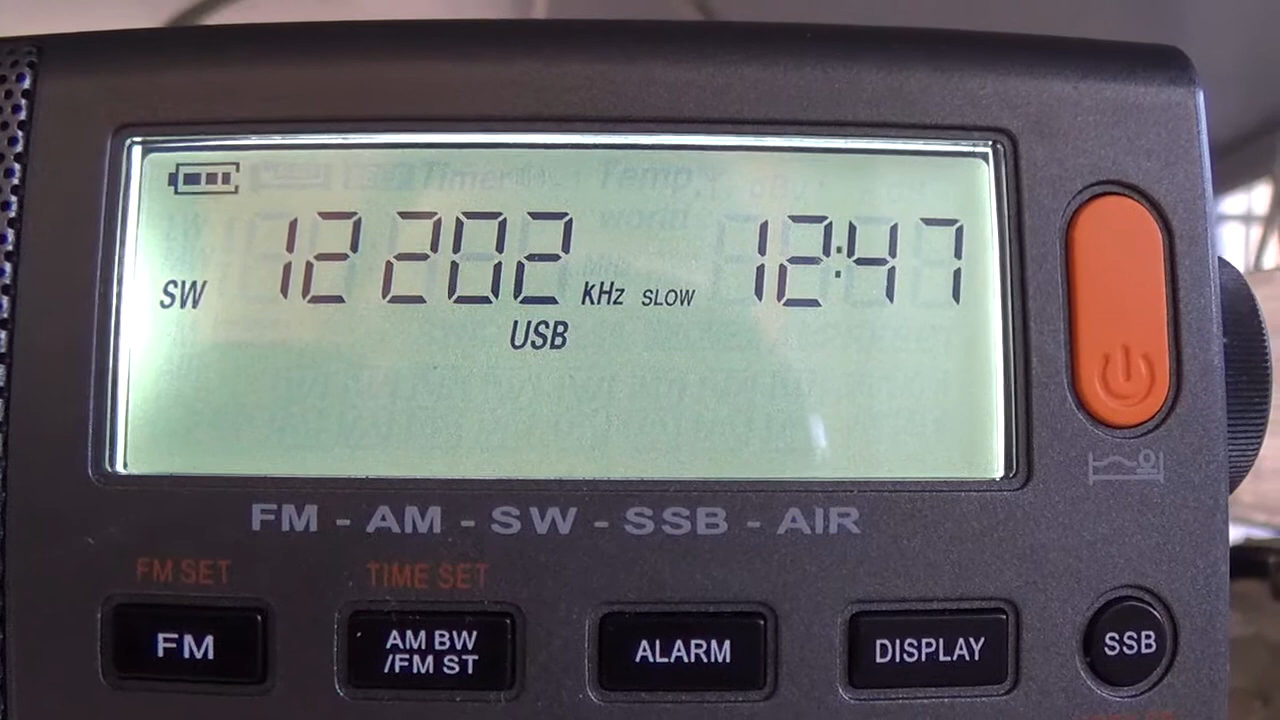 12202 kHz SLOW 12:47
SW
USB
FM - AM - SW - SSB - AIR
FM SET TIME SET
FM
AM BW
/FM ST
ALARM
DISPLAY
SSB